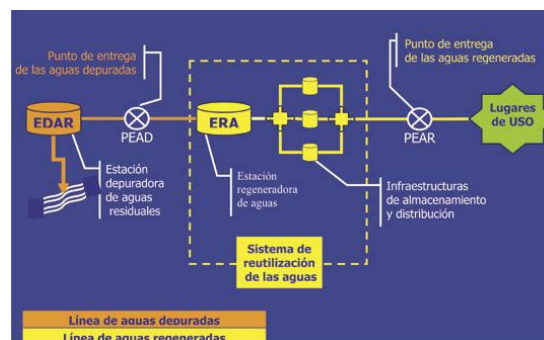 Punto de entrega
de las aguas depuradas
Punto de entrega
de las aguas regeneradas
EDAR
PEAD
ERA
PEAR
Lugares
de USO
Estación
depuradora
de aguas
residuales
Estación
regeneradora
de aguas
Infraestructuras
de almacenamiento
y distribución
Sistema de
reutilización
de las aguas
Línea de aguas depuradas
Línea de aguas regeneradas